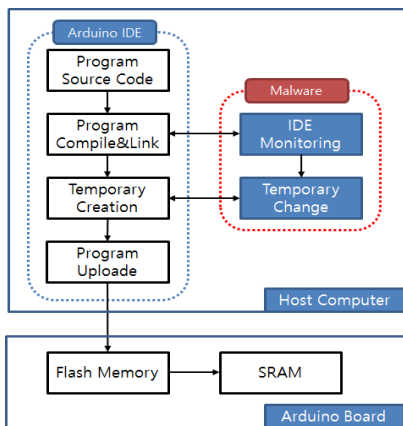 Arduino IDE
Program
Source Code
Malware
Program
Compile&Link
IDE
Monitoring
Temporary
Creation
Temporary
Change
Program
Uploade
Host Computer
Flash Memory
SRAM
Arduino Board